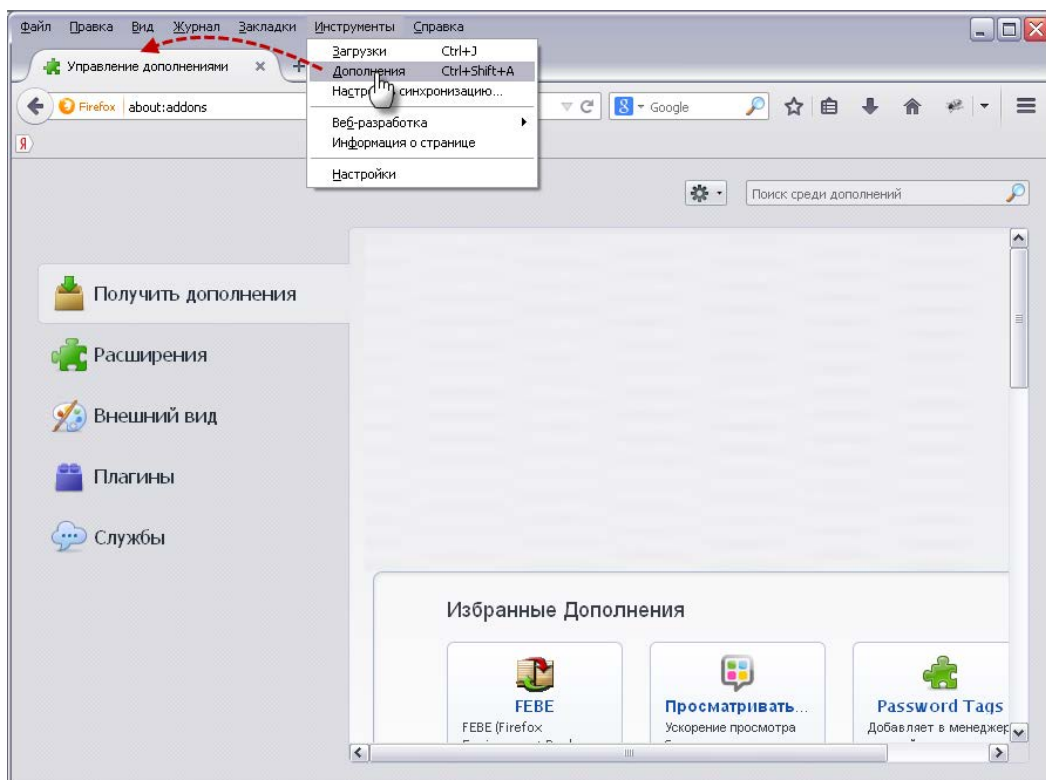 Файл Правка Вид Журнал Закладки Инструменты Справка
Управление дополнениями
Загрузки Ctrl+J
Дополнения Ctrl+Shift+A
синхронизацию...
Веб-разработка
Информация о странице
Настройки
Firefox about:addons
Google
Я
Поиск среди дополнений
Получить дополнения
Расширения
Внешний вид
Плагины
Службы
Избранные Дополнения
FEBE
FEBE (Firefox
Просматривать...
Ускорение просмотра
Password Tags
Добавляет в менеджер